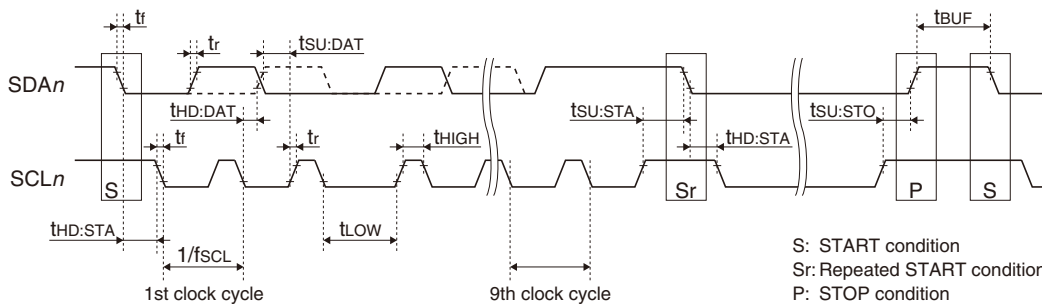 tf
tr
tSU:DAT
tBUF
SDAn
tHD:DAT
tf
tr
tHIGH
tSU:STA
tHD:STA
tSU:STO
SCLn
S
Sr
P
S
tHD:STA
1/fSCL
tLOW
1st clock cycle
9th clock cycle
S: START condition
Sr: Repeated START condition
P: STOP condition